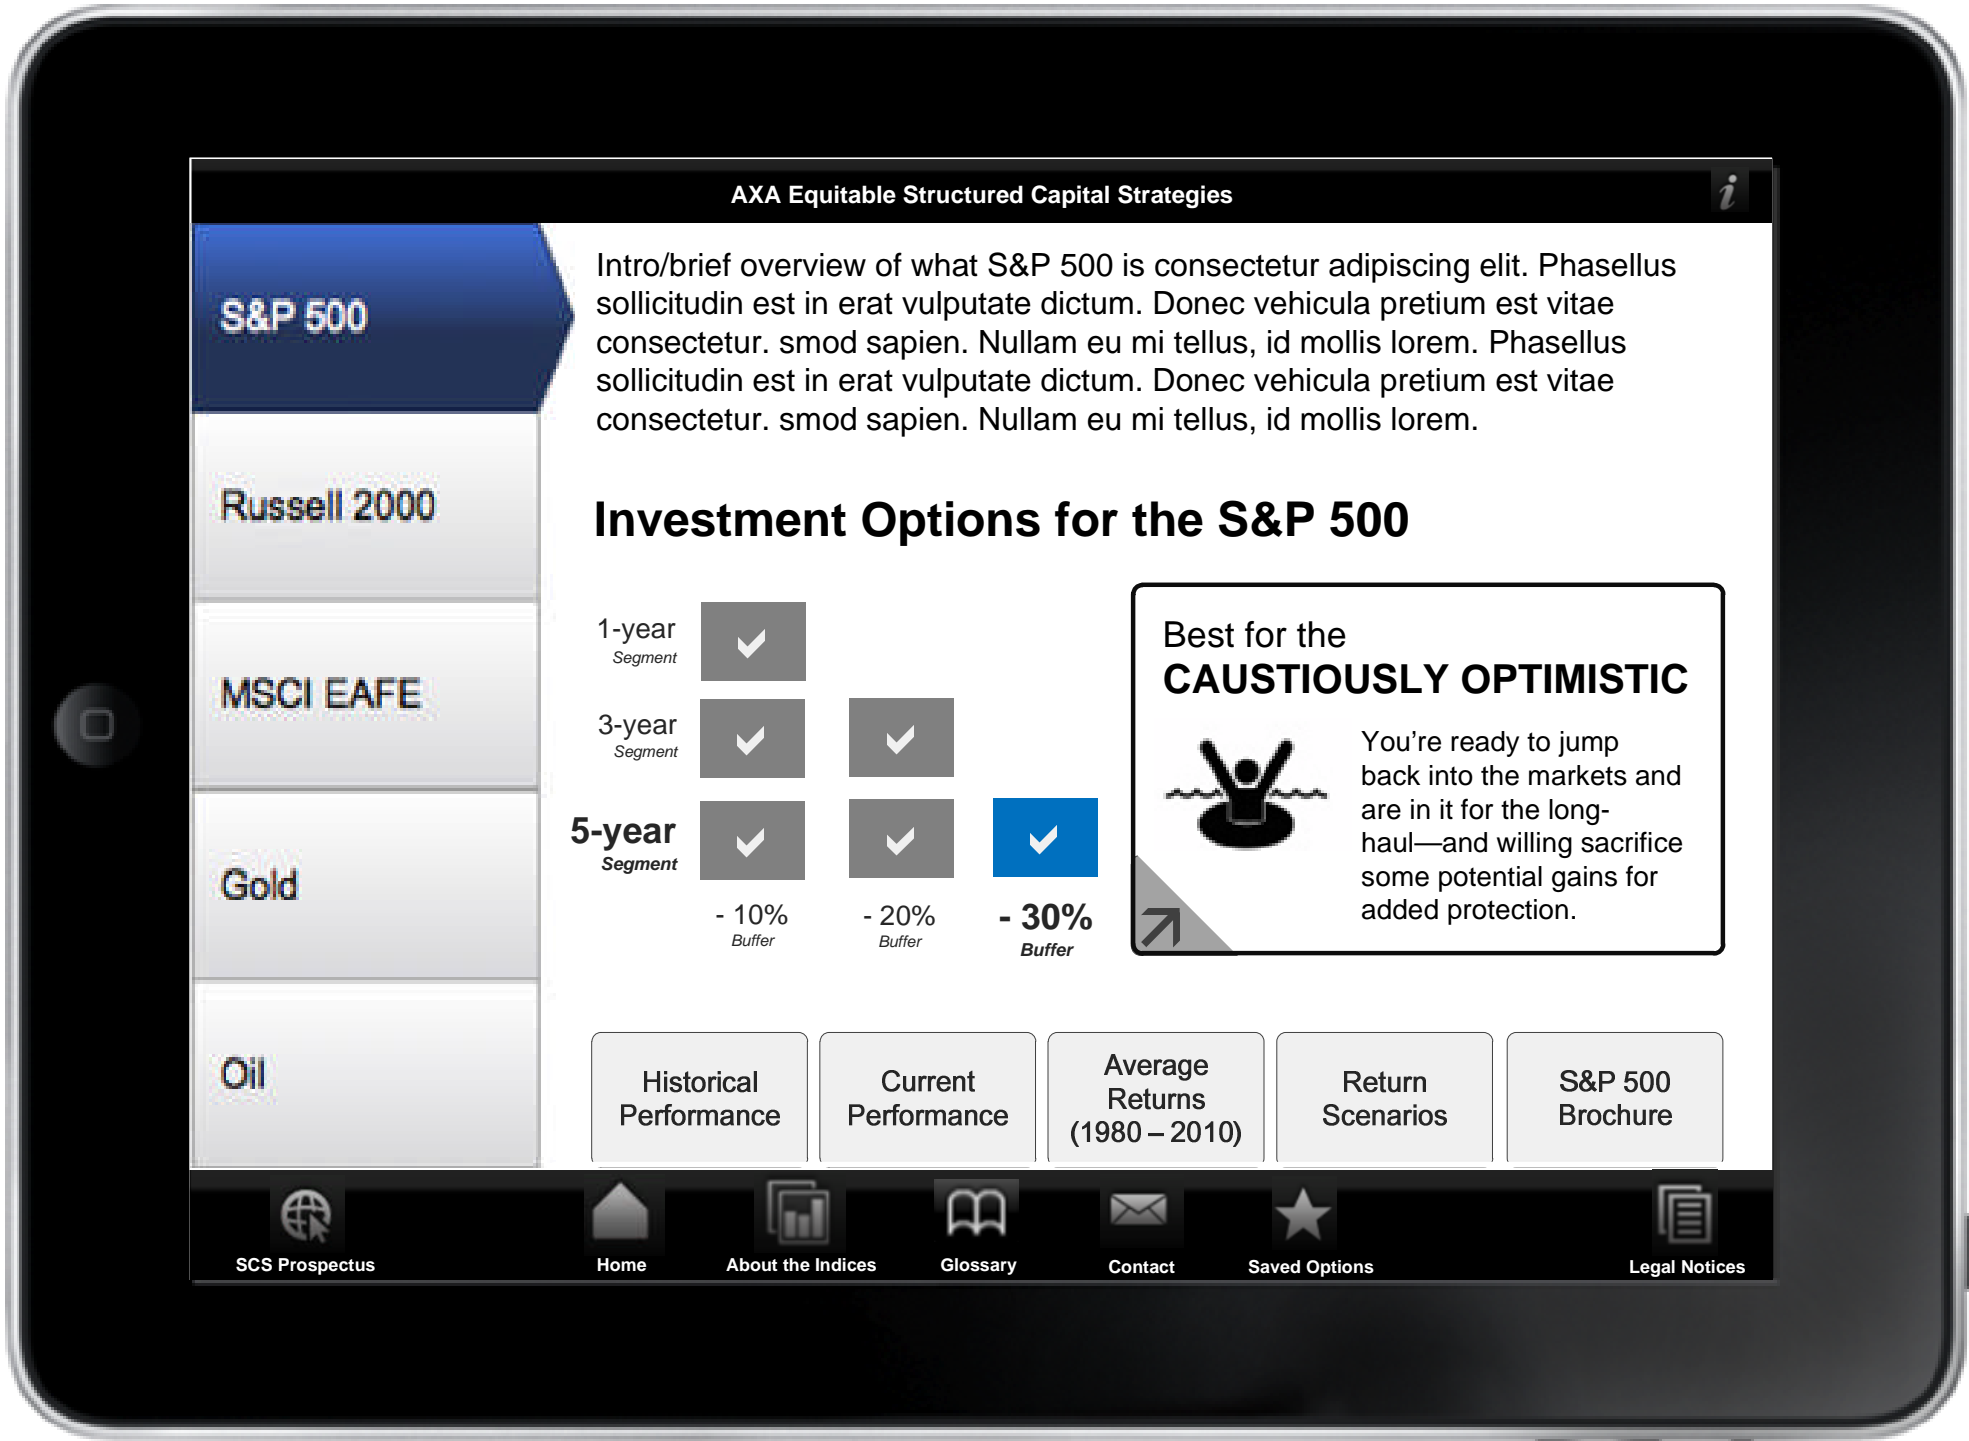 AXA Equitable Structured Capital Strategies
i
S&P 500
Russell 2000
MSCI EAFE
Gold
Oil
Intro/brief overview of what S&P 500 is consectetur adipiscing elit. Phasellus
sollicitudin est in erat vulputate dictum. Donec vehicula pretium est vitae
consectetur. smod sapien. Nullam eu mi tellus, id mollis lorem. Phasellus
sollicitudin est in erat vulputate dictum. Donec vehicula pretium est vitae
consectetur. smod sapien. Nullam eu mi tellus, id mollis lorem.
Investment Options for the S&P 500
1-year
Segment
3-year
Segment
5-year
Segment
- 10%
Buffer
- 20%
Buffer
- 30%
Buffer
Best for the
CAUSTIOUSLY OPTIMISTIC
You’re ready to jump
back into the markets and
are in it for the long-
haul—and willing sacrifice
some potential gains for
added protection.
Historical
Performance
Current
Performance
Average
Returns
(1980 – 2010)
Return
Scenarios
S&P 500
Brochure
SCS Prospectus
Home
About the Indices
Glossary
Contact
Saved Options
Legal Notices